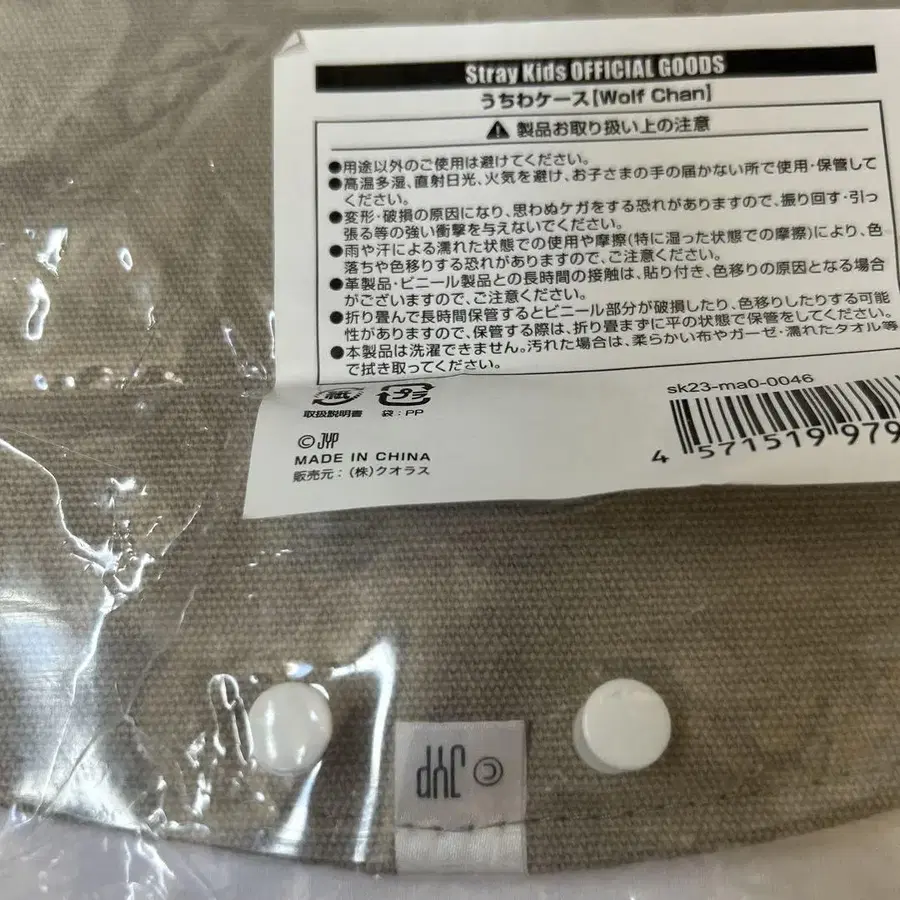 Stray Kids OFFICIAL GOODS
うちわケース【Wolf Chan】
⚠ 製品お取り扱い上の注意
●用途以外のご使用は避けてください。
●高温多湿、直射日光、火気を避け、お子さまの手の届かない所で使用・保管して
ください。
●変形・破損の原因になり、思わぬケガをする恐れがありますので、振り回す・引っ
張る等の強い衝撃を与えないでください。
●雨や汗による濡れた状態での使用や摩擦(特に湿った状態での摩擦)により、色
落ちや色移りする恐れがありますので、ご注意ください。
●革製品・ビニール製品との長時間の接触は、貼り付き、色移りの原因となる場合
がございますので、ご注意ください。
●折り畳んで長時間保管するとビニール部分が破損したり、色移りしたりする可能
性がありますので、保管する際は、折り畳まずに平の状態で保管をしてください。
●本製品は洗濯できません。汚れた場合は、柔らかい布やガーゼ・濡れたタオル等
で拭き取ってください。
紙 プラ
取扱説明書 袋:PP
©JYP
MADE IN CHINA
販売元:(株)クオラス
sk23-ma0-0046
4 571519 979
© JYP